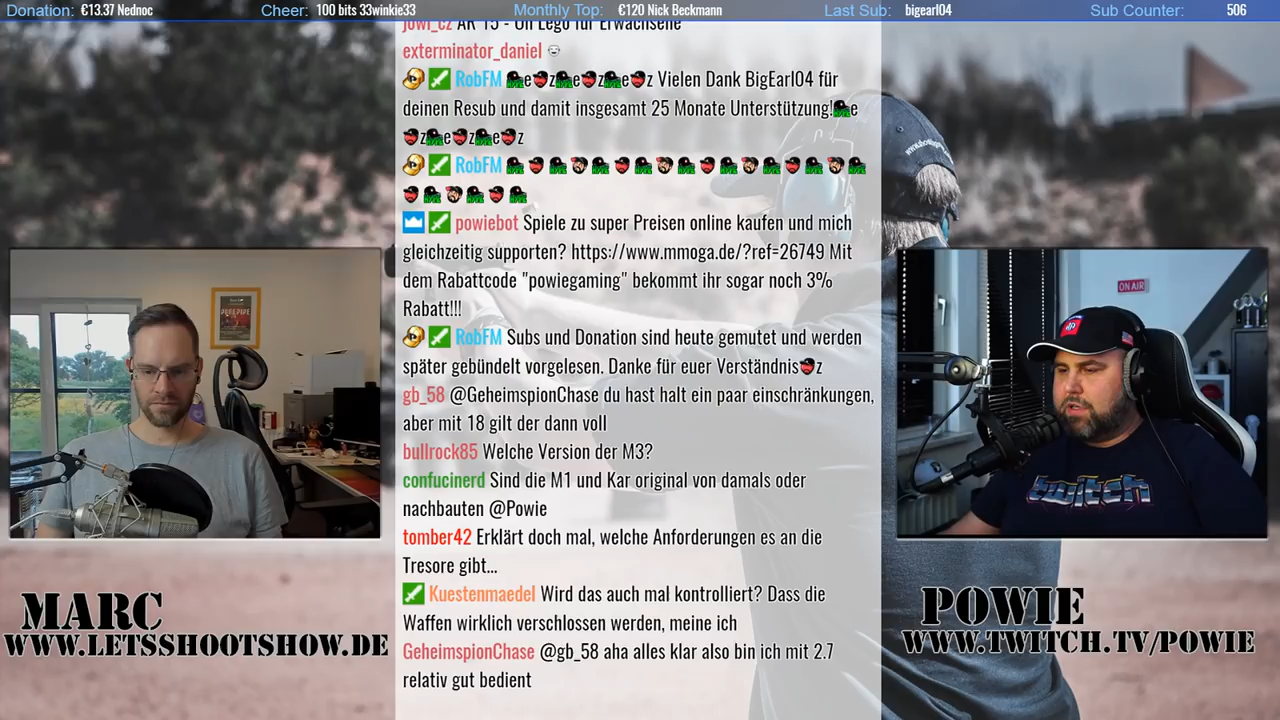 Donation: €13.37 Nednoc Cheer: 100 bits 33winkie33 Monthly Top: €120 Nick Beckmann Last Sub: bigearl04 Sub Counter: 506
jowi_cz AR 15 - On Lego für Erwachsene
exterminator_daniel
RobFM ezezez Vielen Dank BigEarl04 für
deinen Resub und damit insgesamt 25 Monate Unterstützung! e
zezez
RobFM
powiebot Spiele zu super Preisen online kaufen und mich
gleichzeitig supporten? https://www.mmoga.de/?ref=26749 Mit
dem Rabattcode "powiegaming" bekommt ihr sogar noch 3%
Rabatt!!!
RobFM Subs und Donation sind heute gemutet und werden
später gebündelt vorgelesen. Danke für euer Verständnis z
gb_58 @GeheimspionChase du hast halt ein paar einschränkungen,
aber mit 18 gilt der dann voll
bullrock85 Welche Version der M3?
confucinerd Sind die M1 und Kar original von damals oder
nachbauten @Powie
tomber42 Erklärt doch mal, welche Anforderungen es an die
Tresore gibt...
Kuestenmaedel Wird das auch mal kontrolliert? Dass die
Waffen wirklich verschlossen werden, meine ich
GeheimspionChase @gb_58 aha alles klar also bin ich mit 2.7
relativ gut bedient
ON AIR
twitch
MARC
WWW.LETSSHOOTSHOW.DE
POWIE
WWW.TWITCH.TV/POWIE